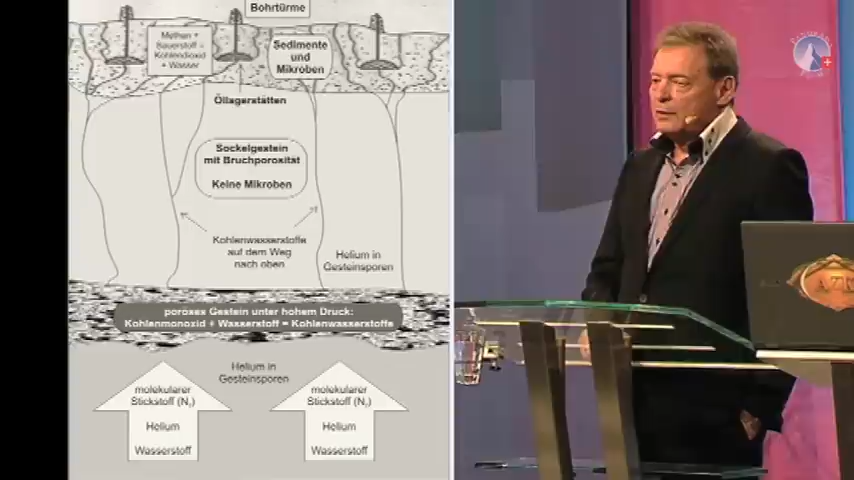 Bohrtürme
Methan +
Sauerstoff =
Kohlendioxid
+ Wasser
Sedimente
und
Mikroben
Öllagerstätten
Sockelgestein
mit Bruchporosität
Keine Mikroben
Kohlenwasserstoffe
auf dem Weg
nach oben
Helium in
Gesteinsporen
poröses Gestein unter hohem Druck:
Kohlenmonoxid + Wasserstoff = Kohlenwasserstoffe
Helium in
Gesteinsporen
molekularer
Stickstoff (N₂)
Helium
Wasserstoff
molekularer
Stickstoff (N₂)
Helium
Wasserstoff